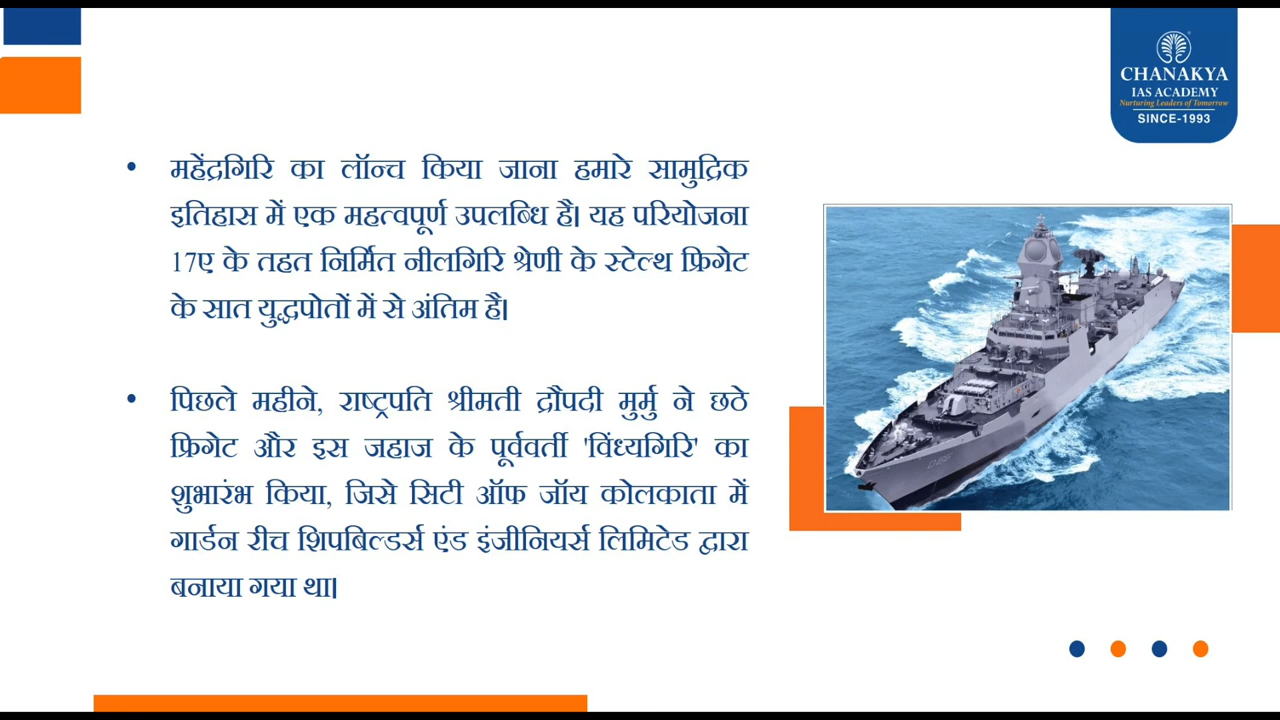 CHANAKYA
IAS ACADEMY
Nurturing Leaders of Tomorrow
SINCE-1993
• महेंद्रगिरि का लॉन्च किया जाना हमारे सामुद्रिक
इतिहास में एक महत्वपूर्ण उपलब्धि है। यह परियोजना
17ए के तहत निर्मित नीलगिरि श्रेणी के स्टेल्थ फ्रिगेट
के सात युद्धपोतों में से अंतिम है।
• पिछले महीने, राष्ट्रपति श्रीमती द्रौपदी मुर्मु ने छठे
फ्रिगेट और इस जहाज के पूर्ववर्ती 'विंध्यगिरि' का
शुभारंभ किया, जिसे सिटी ऑफ जॉय कोलकाता में
गार्डन रीच शिपबिल्डर्स एंड इंजीनियर्स लिमिटेड द्वारा
बनाया गया था।